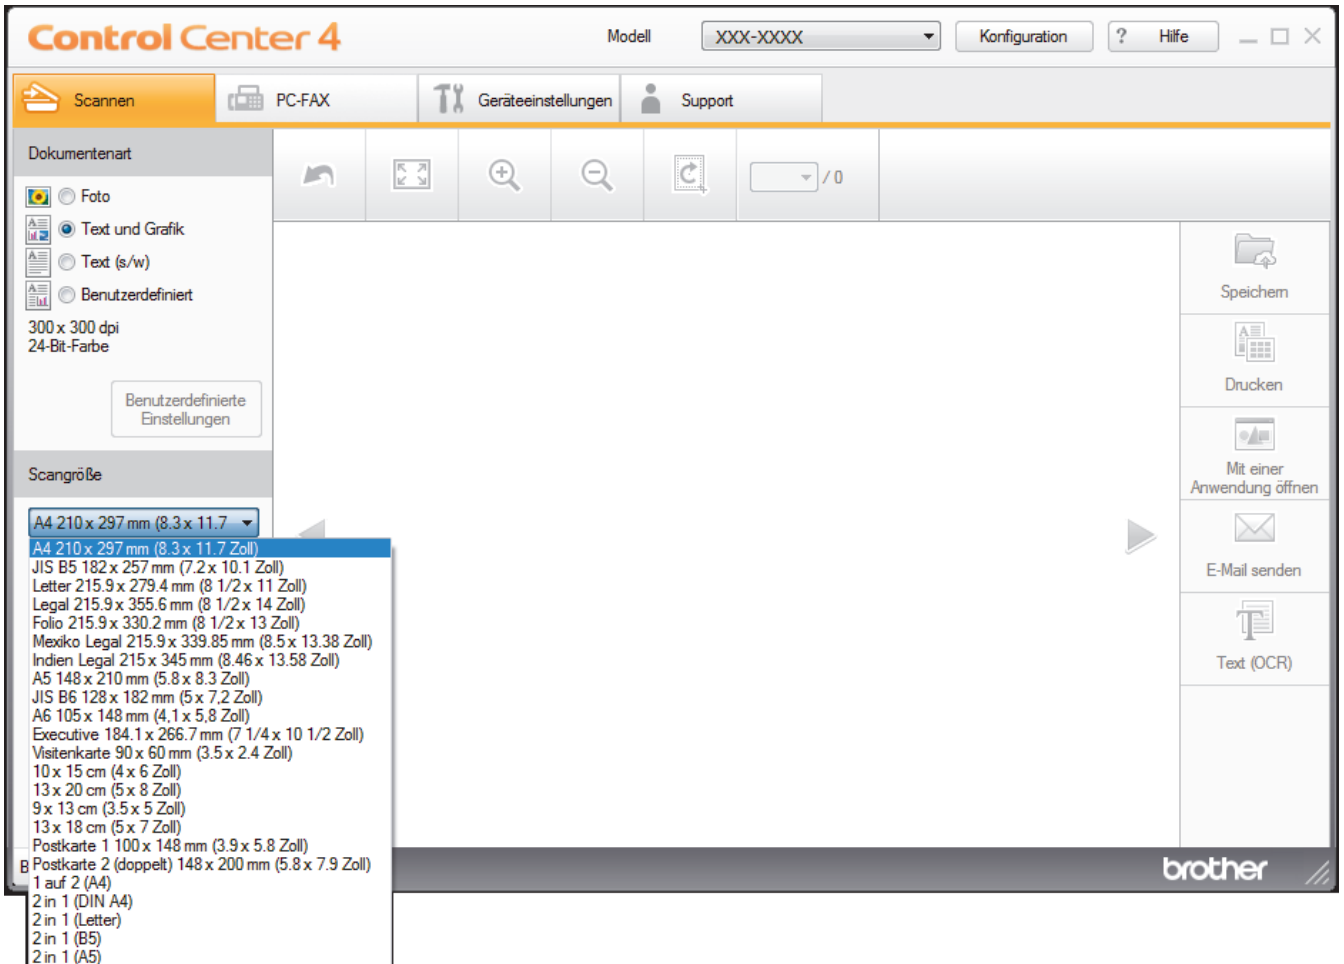 Control Center 4
Modell
XXX-XXXX
Konfiguration
? Hilfe
Scannen
PC-FAX
Geräteeinstellungen
Support
Dokumentenart
/ 0
Foto
Text und Grafik
Text (s/w)
Benutzerdefiniert
300 x 300 dpi
24-Bit-Farbe
Benutzerdefinierte
Einstellungen
Scangröße
A4 210 x 297 mm (8.3 x 11.7
A4 210 x 297 mm (8.3 x 11.7 Zoll)
JIS B5 182 x 257 mm (7.2 x 10.1 Zoll)
Letter 215.9 x 279.4 mm (8 1/2 x 11 Zoll)
Legal 215.9 x 355.6 mm (8 1/2 x 14 Zoll)
Folio 215.9 x 330.2 mm (8 1/2 x 13 Zoll)
Mexiko Legal 215.9 x 339.85 mm (8.5 x 13.38 Zoll)
Indien Legal 215 x 345 mm (8.46 x 13.58 Zoll)
A5 148 x 210 mm (5.8 x 8.3 Zoll)
JIS B6 128 x 182 mm (5 x 7,2 Zoll)
A6 105 x 148 mm (4,1 x 5,8 Zoll)
Executive 184.1 x 266.7 mm (7 1/4 x 10 1/2 Zoll)
Visitenkarte 90 x 60 mm (3.5 x 2.4 Zoll)
10 x 15 cm (4 x 6 Zoll)
13 x 20 cm (5 x 8 Zoll)
9 x 13 cm (3.5 x 5 Zoll)
13 x 18 cm (5 x 7 Zoll)
Postkarte 1 100 x 148 mm (3.9 x 5.8 Zoll)
Postkarte 2 (doppelt) 148 x 200 mm (5.8 x 7.9 Zoll)
1 auf 2 (A4)
2 in 1 (DIN A4)
2 in 1 (Letter)
2 in 1 (B5)
2 in 1 (A5)
Speichern
Drucken
Mit einer
Anwendung öffnen
E-Mail senden
Text (OCR)
brother